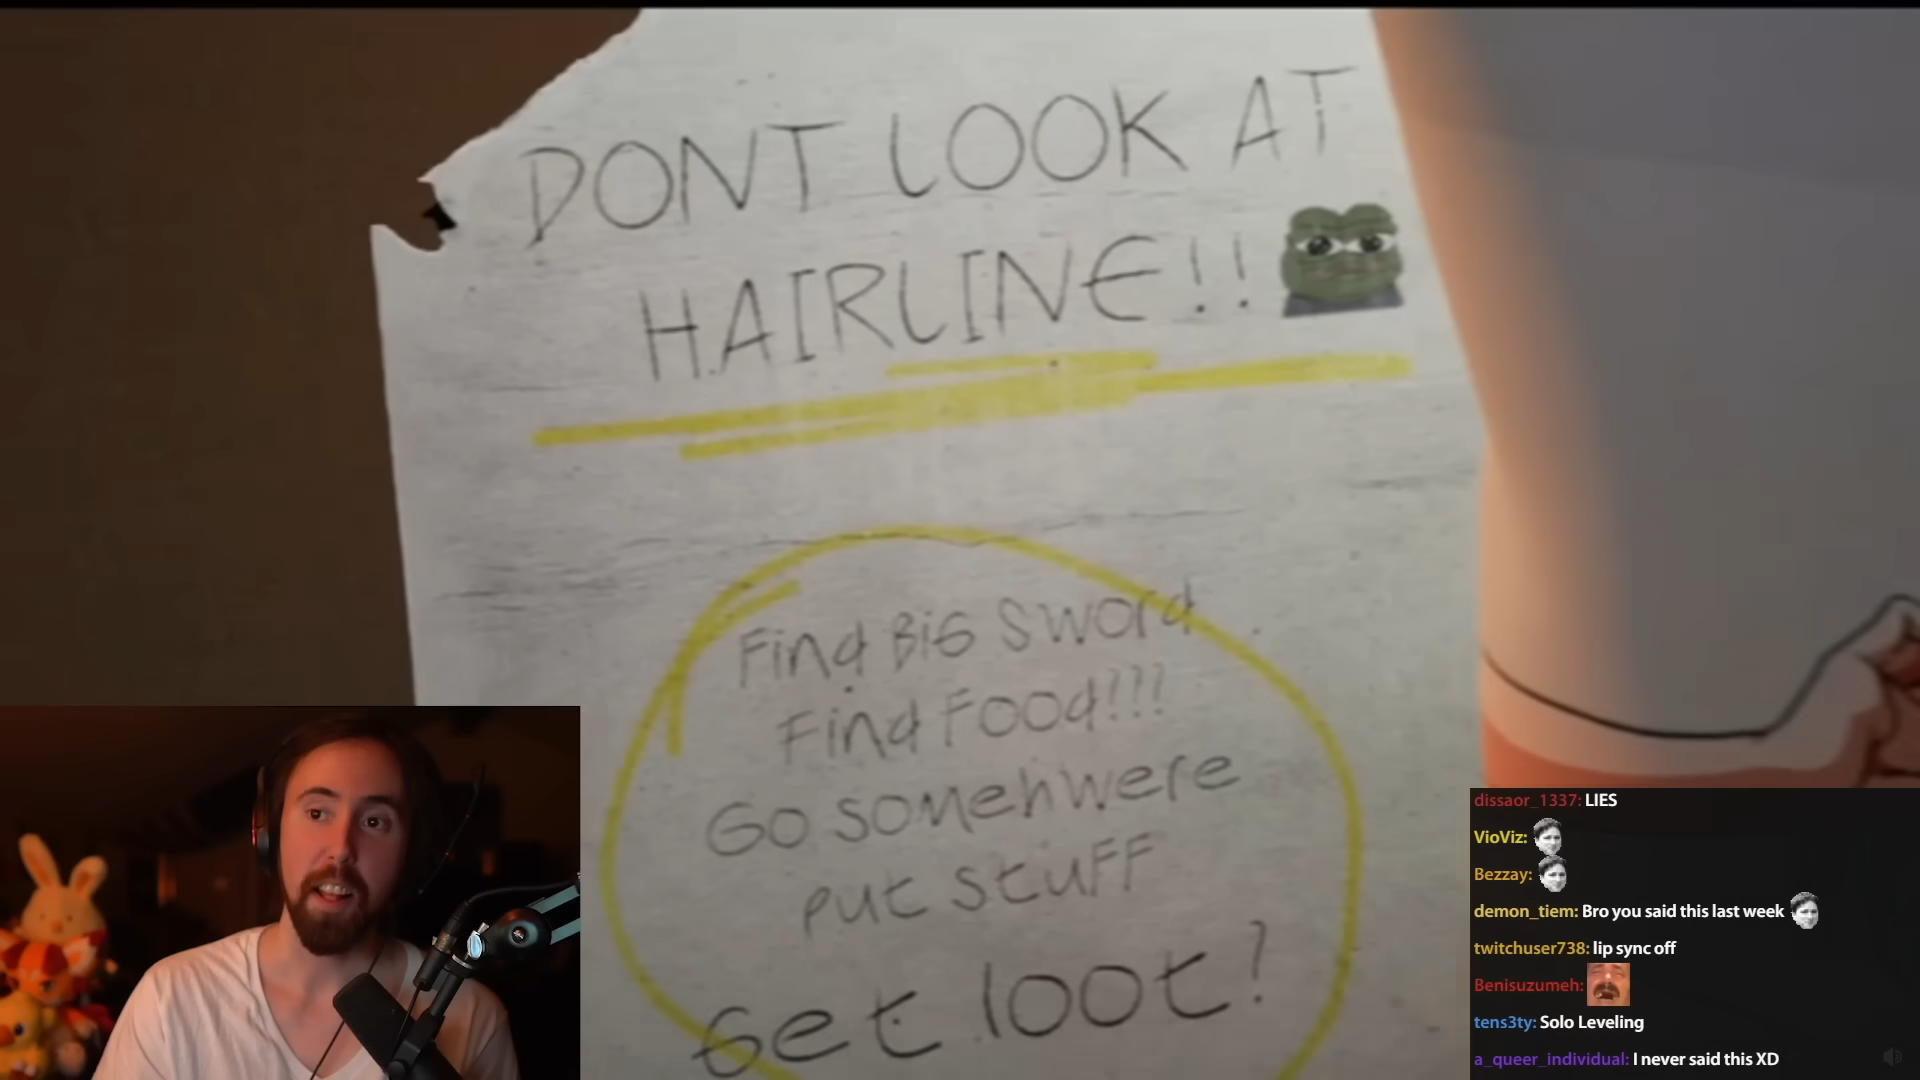 DONT LOOK AT
HAIRLINE!!
Find BiG Sword
Find Food!!!
Go somehwere
put stuff
Get loot?
dissaor_1337: LIES
VioViz:
Bezzay:
demon_tiem: Bro you said this last week
twitchuser738: lip sync off
Benisuzumeh:
tens3ty: Solo Leveling
a_queer_individual: I never said this XD